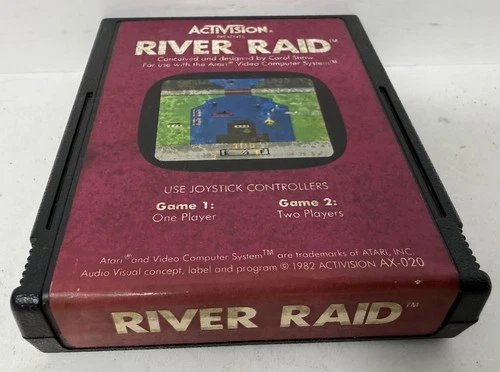 ACTIVISION®
PRESENTS
RIVER RAID™
Conceived and designed by Carol Shaw
For use with the Atari® Video Computer System™
USE JOYSTICK CONTROLLERS
Game 1: Game 2:
One Player Two Players
Atari® and Video Computer System™ are trademarks of ATARI, INC.
Audio Visual concept, label and program © 1982 ACTIVISION AX-020
RIVER RAID™